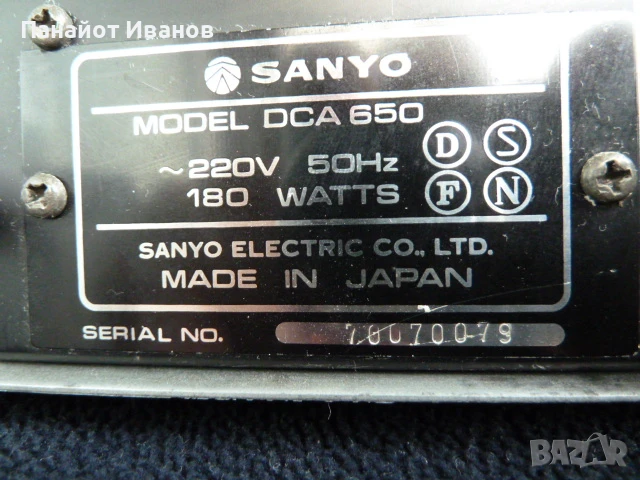 Панайот Иванов
SANYO
MODEL DCA 650
~220V 50Hz
180 WATTS
D S
F N
SANYO ELECTRIC CO., LTD.
MADE IN JAPAN
SERIAL NO.
BAZAR